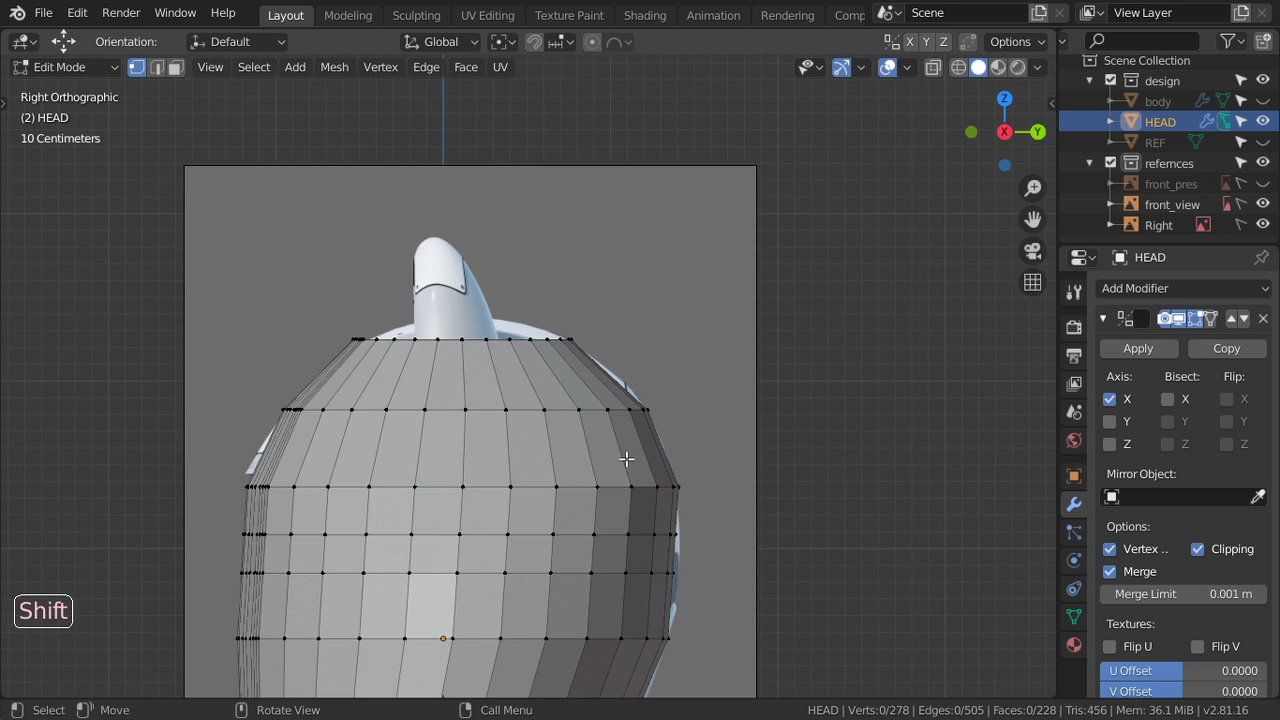 File Edit Render Window Help Layout Modeling Sculpting UV Editing Texture Paint Shading Animation Rendering Comp Scene View Layer
Orientation: Default Global X Y Z Options
Edit Mode View Select Add Mesh Vertex Edge Face UV
Right Orthographic
(2) HEAD
10 Centimeters
Z
Y
X
Shift
Scene Collection
design
body
HEAD
REF
refemces
front_pres
front_view
Right
HEAD
Add Modifier
Apply Copy
Axis: Bisect: Flip:
X X X
Y Y Y
Z Z Z
Mirror Object:
Options:
Vertex .. Clipping
Merge
Merge Limit 0.001 m
Textures:
Flip U Flip V
U Offset 0.0000
V Offset 0.0000
Select Move Rotate View Call Menu HEAD | Verts:0/278 | Edges:0/505 | Faces:0/228 | Tris:456 | Mem: 36.1 MiB | v2.81.16